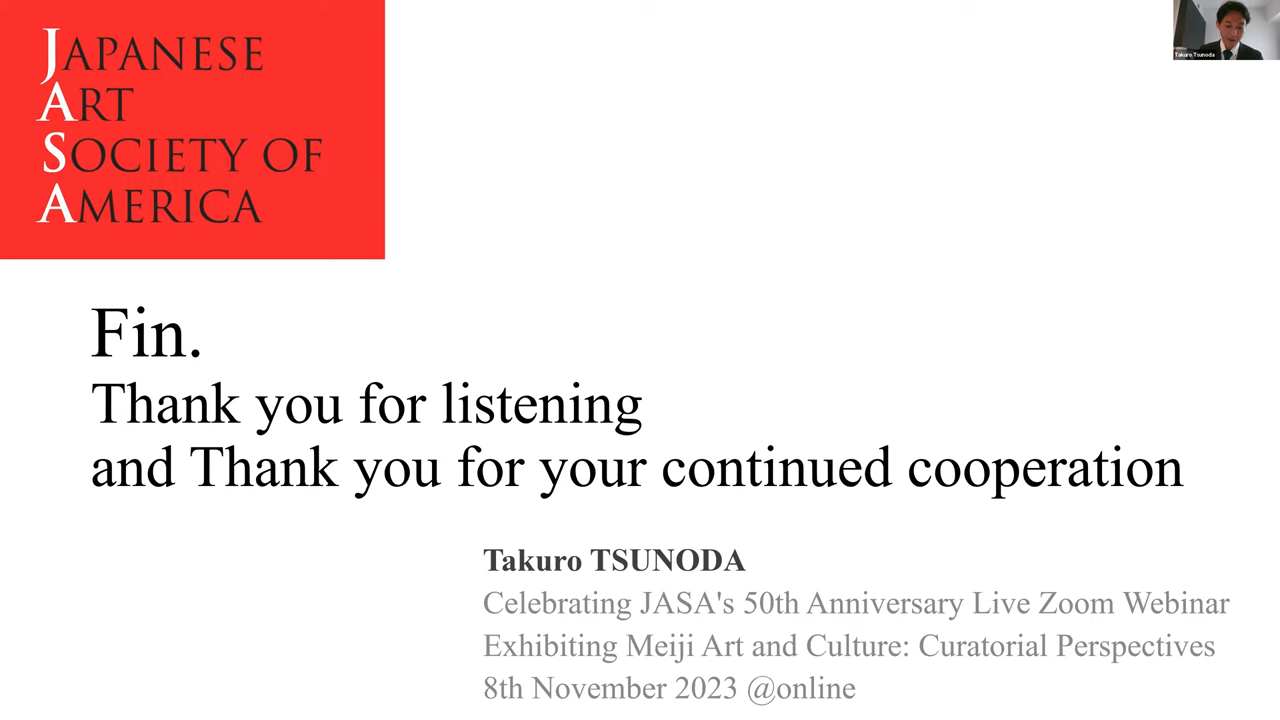 JAPANESE
ART
SOCIETY OF
AMERICA
Takuro Tsunoda
Fin.
Thank you for listening
and Thank you for your continued cooperation
Takuro TSUNODA
Celebrating JASA's 50th Anniversary Live Zoom Webinar
Exhibiting Meiji Art and Culture: Curatorial Perspectives
8th November 2023 @online